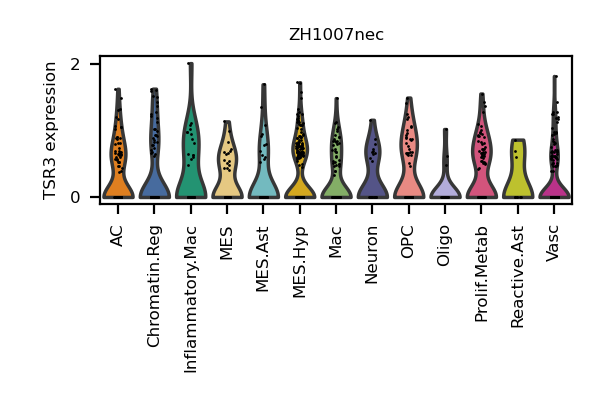 ZH1007nec
TSR3 expression
2
0
AC
Chromatin.Reg
Inflammatory.Mac
MES
MES.Ast
MES.Hyp
Mac
Neuron
OPC
Oligo
Prolif.Metab
Reactive.Ast
Vasc